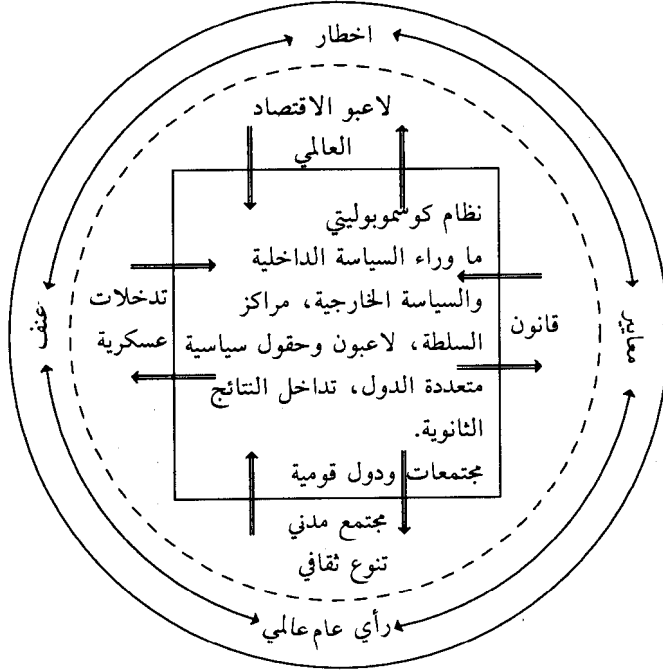 اخطار
لاعبو الاقتصاد
العالمي
نظام كوسموبوليتي
ما وراء السياسة الداخلية
والسياسة الخارجية، مراكز
السلطة، لاعبون وحقول سياسية
متعددة الدول، تداخل النتائج
الثانوية.
مجتمعات ودول قومية
معايير
قانون
تدخلات
عسكرية
عنف
مجتمع مدني
تنوع ثقافي
رأي عام عالمي